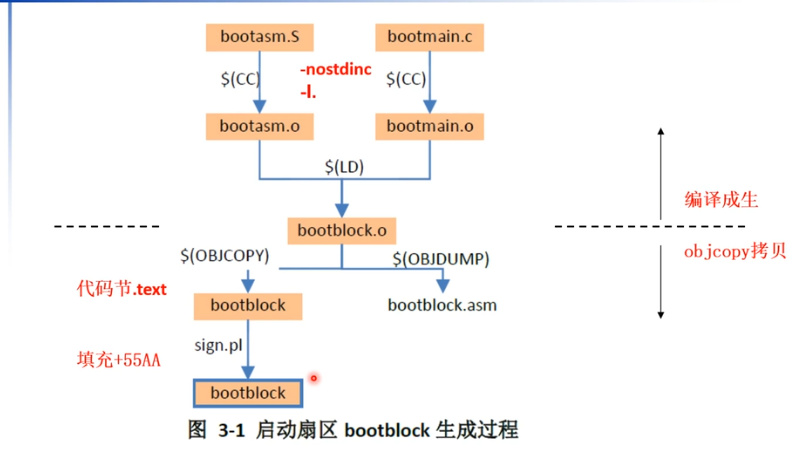 bootasm.S
bootmain.c
$(CC)
-nostdinc
-I.
$(CC)
bootasm.o
bootmain.o
$(LD)
编译成生
bootblock.o
objcopy拷贝
$(OBJCOPY)
$(OBJDUMP)
代码节.text
bootblock
bootblock.asm
sign.pl
填充+55AA
bootblock
图 3-1 启动扇区 bootblock 生成过程